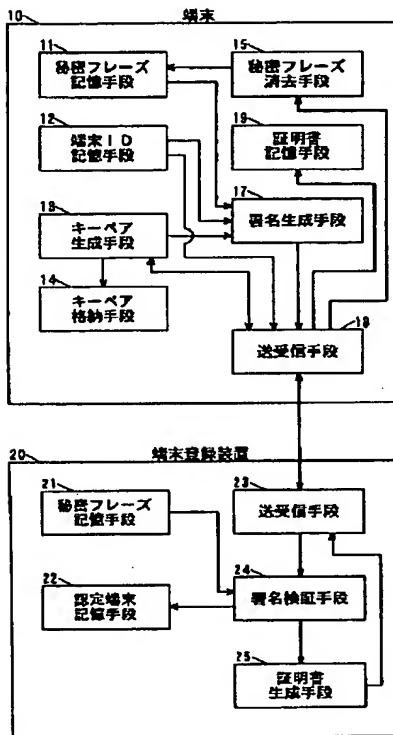 10
端末
11
秘密フレーズ
記憶手段
15
秘密フレーズ
消去手段
12
端末ID
記憶手段
19
証明書
記憶手段
13
キーペア
生成手段
17
署名生成手段
14
キーペア
格納手段
18
送受信手段
20
端末登録装置
21
秘密フレーズ
記憶手段
23
送受信手段
22
認定端末
記憶手段
24
署名検証手段
25
証明書
生成手段